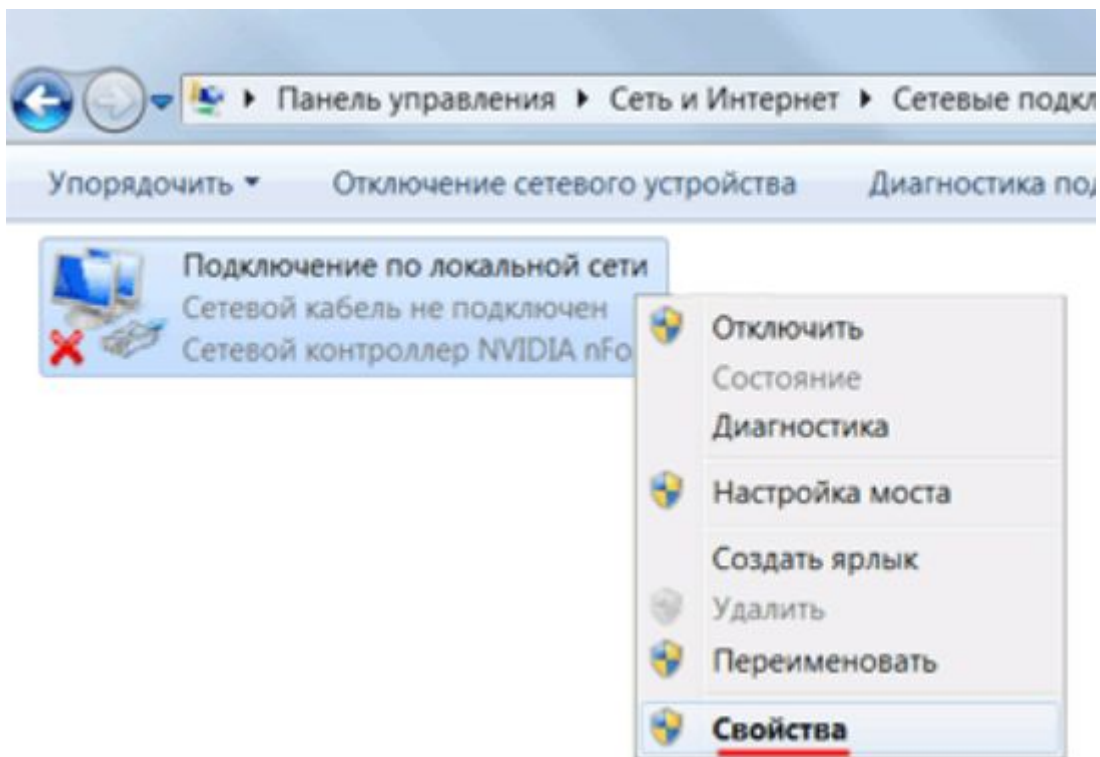 Панель управления Сеть и Интернет Сетевые подкл
Упорядочить Отключение сетевого устройства Диагностика под
Подключение по локальной сети
Сетевой кабель не подключен
Сетевой контроллер NVIDIA nFo
Отключить
Состояние
Диагностика
Настройка моста
Создать ярлык
Удалить
Переименовать
Свойства